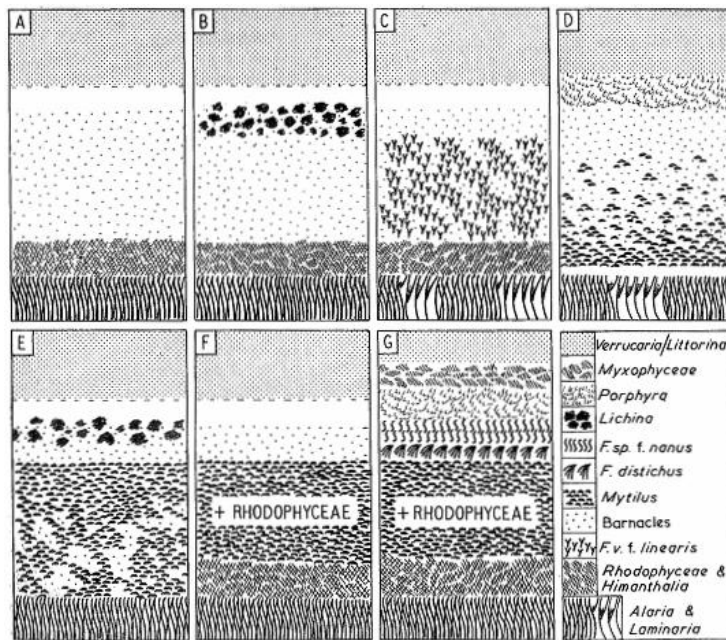 A
B
C
D
E
F
G
+ RHODOPHYCEAE
+ RHODOPHYCEAE
Verrucaria/Littorina
Myxophyceae
Porphyra
Lichina
F.sp. f. nanus
F. distichus
Mytilus
Barnacles
F.v. f. linearis
Rhodophyceae &
Himanthalia
Alaria &
Laminaria